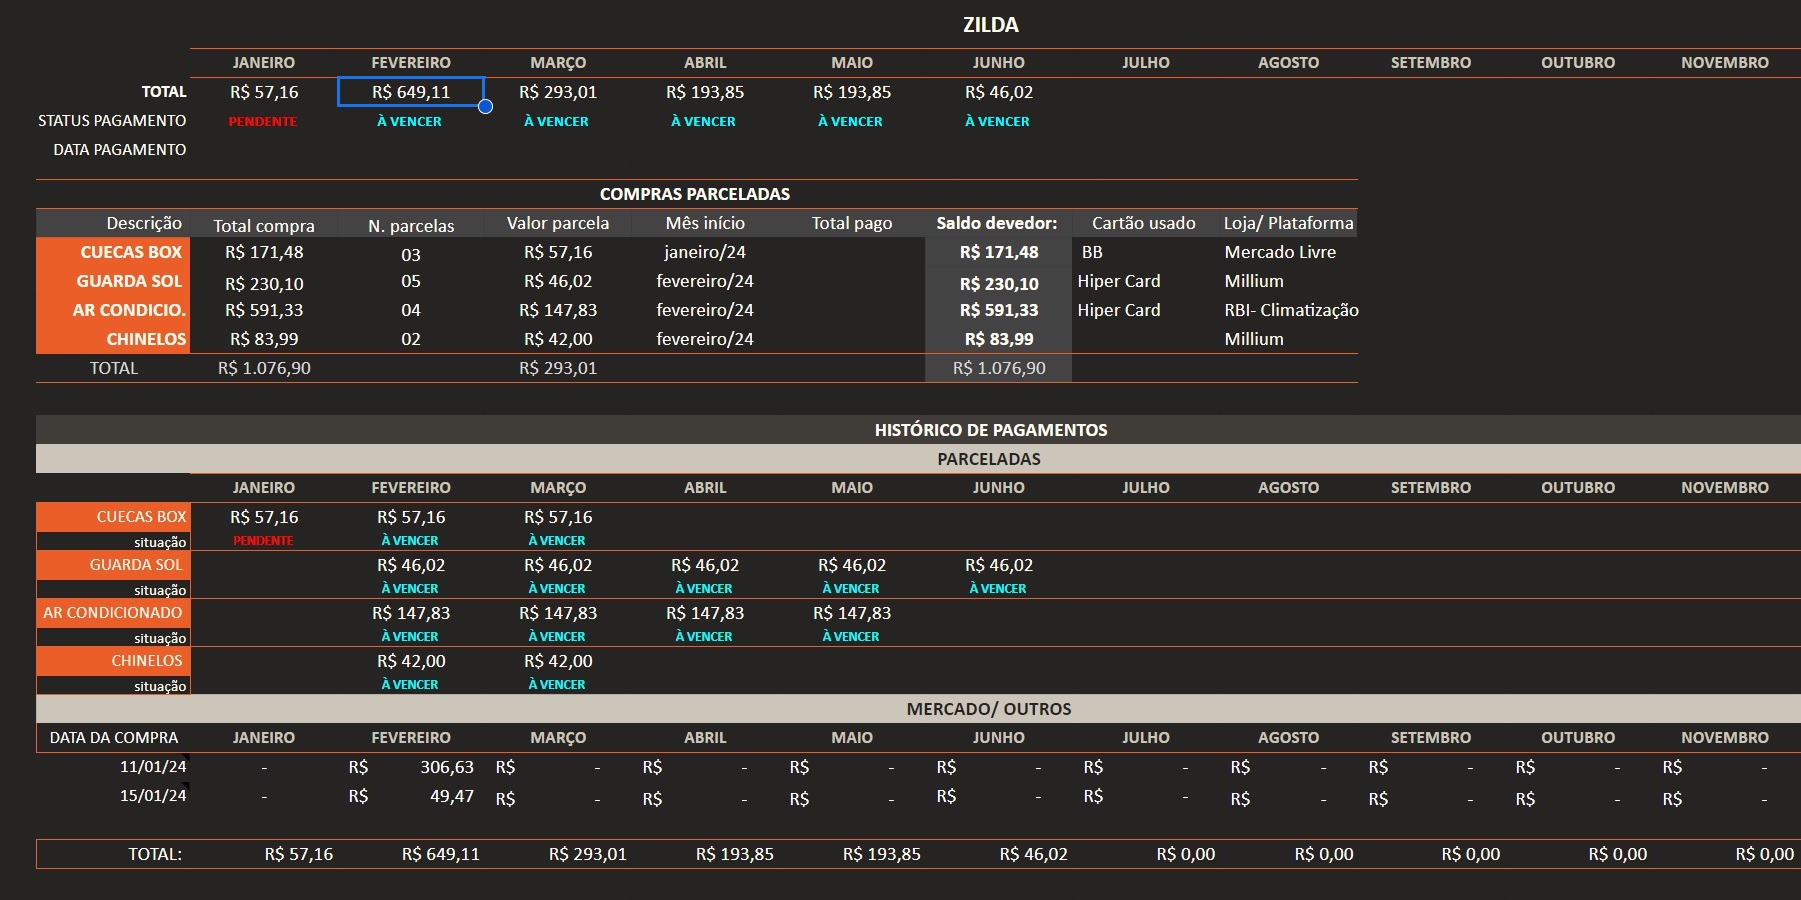 ZILDA
JANEIRO FEVEREIRO MARÇO ABRIL MAIO JUNHO JULHO AGOSTO SETEMBRO OUTUBRO NOVEMBRO
TOTAL R$ 57,16 R$ 649,11 R$ 293,01 R$ 193,85 R$ 193,85 R$ 46,02
STATUS PAGAMENTO PENDENTE À VENCER À VENCER À VENCER À VENCER À VENCER
DATA PAGAMENTO
COMPRAS PARCELADAS
Descrição Total compra N. parcelas Valor parcela Mês início Total pago Saldo devedor: Cartão usado Loja/ Plataforma
CUECAS BOX R$ 171,48 03 R$ 57,16 janeiro/24 R$ 171,48 BB Mercado Livre
GUARDA SOL R$ 230,10 05 R$ 46,02 fevereiro/24 R$ 230,10 Hiper Card Millium
AR CONDICIO. R$ 591,33 04 R$ 147,83 fevereiro/24 R$ 591,33 Hiper Card RBI- Climatização
CHINELOS R$ 83,99 02 R$ 42,00 fevereiro/24 R$ 83,99 Millium
TOTAL R$ 1.076,90 R$ 293,01 R$ 1.076,90
HISTÓRICO DE PAGAMENTOS
PARCELADAS
JANEIRO FEVEREIRO MARÇO ABRIL MAIO JUNHO JULHO AGOSTO SETEMBRO OUTUBRO NOVEMBRO
CUECAS BOX R$ 57,16 R$ 57,16 R$ 57,16
situação PENDENTE À VENCER À VENCER
GUARDA SOL R$ 46,02 R$ 46,02 R$ 46,02 R$ 46,02 R$ 46,02
situação À VENCER À VENCER À VENCER À VENCER À VENCER
AR CONDICIONADO R$ 147,83 R$ 147,83 R$ 147,83 R$ 147,83
situação À VENCER À VENCER À VENCER À VENCER
CHINELOS R$ 42,00 R$ 42,00
situação À VENCER À VENCER
MERCADO/ OUTROS
DATA DA COMPRA JANEIRO FEVEREIRO MARÇO ABRIL MAIO JUNHO JULHO AGOSTO SETEMBRO OUTUBRO NOVEMBRO
11/01/24 - R$ 306,63 R$ - R$ - R$ - R$ - R$ - R$ - R$ - R$ - R$ -
15/01/24 - R$ 49,47 R$ - R$ - R$ - R$ - R$ - R$ - R$ - R$ - R$ -
TOTAL: R$ 57,16 R$ 649,11 R$ 293,01 R$ 193,85 R$ 193,85 R$ 46,02 R$ 0,00 R$ 0,00 R$ 0,00 R$ 0,00 R$ 0,00